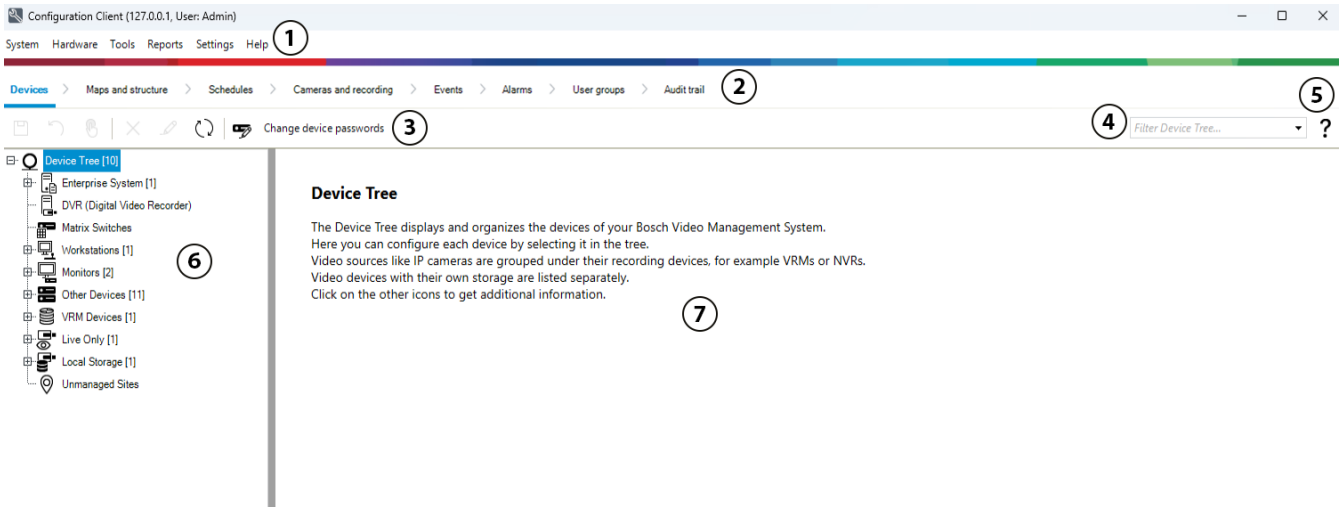 Configuration Client (127.0.0.1, User: Admin)
System Hardware Tools Reports Settings Help
1
Devices Maps and structure Schedules Cameras and recording Events Alarms User groups Audit trail
2
Change device passwords
3
4
Filter Device Tree...
5
?
Device Tree [10]
Enterprise System [1]
DVR (Digital Video Recorder)
Matrix Switches
Workstations [1]
Monitors [2]
Other Devices [11]
VRM Devices [1]
Live Only [1]
Local Storage [1]
Unmanaged Sites
6
Device Tree
The Device Tree displays and organizes the devices of your Bosch Video Management System.
Here you can configure each device by selecting it in the tree.
Video sources like IP cameras are grouped under their recording devices, for example VRMs or NVRs.
Video devices with their own storage are listed separately.
Click on the other icons to get additional information.
7